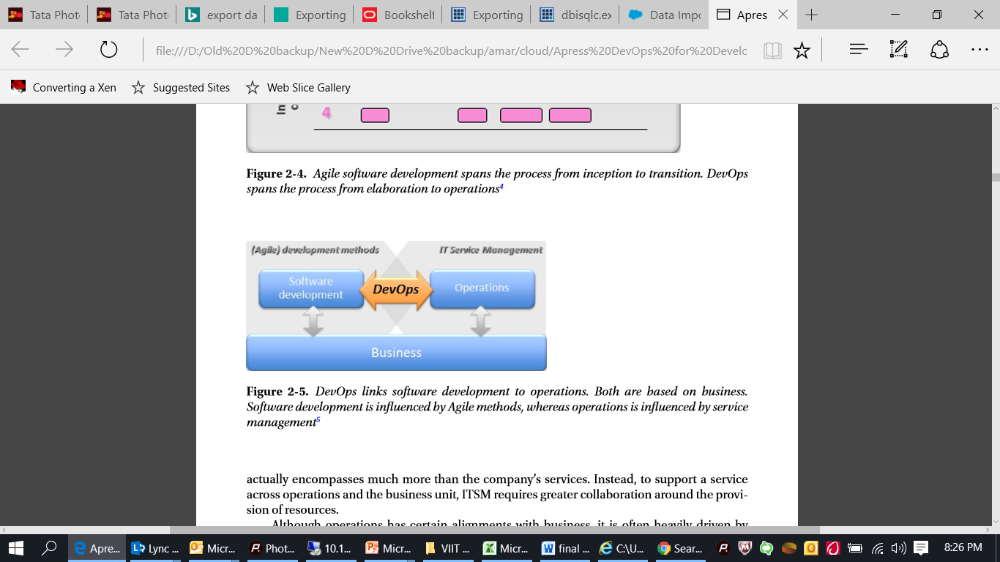 Tata Phot
Tata Phot
export da
Exporting
Bookshelf
Exporting
dbisqlc.ex
Data Impo
Apres
file:///D:/Old%20D%20backup/New%20D%20Drive%20backup/amar/cloud/Apress%20DevOps%20for%20Develc
Converting a Xen
Suggested Sites
Web Slice Gallery
4
Figure 2-4. Agile software development spans the process from inception to transition. DevOps
spans the process from elaboration to operations4
(Agile) development methods
IT Service Management
Software
development
DevOps
Operations
Business
Figure 2-5. DevOps links software development to operations. Both are based on business.
Software development is influenced by Agile methods, whereas operations is influenced by service
management5
actually encompasses much more than the company's services. Instead, to support a service
across operations and the business unit, ITSM requires greater collaboration around the provi-
sion of resources.
Although operations has certain alignments with business, it is often heavily driven by
Apre...
Lync ...
Micr...
Phot...
10.1...
Micr...
VIIT ...
Micr...
final ...
C:\U...
Sear...
8:26 PM